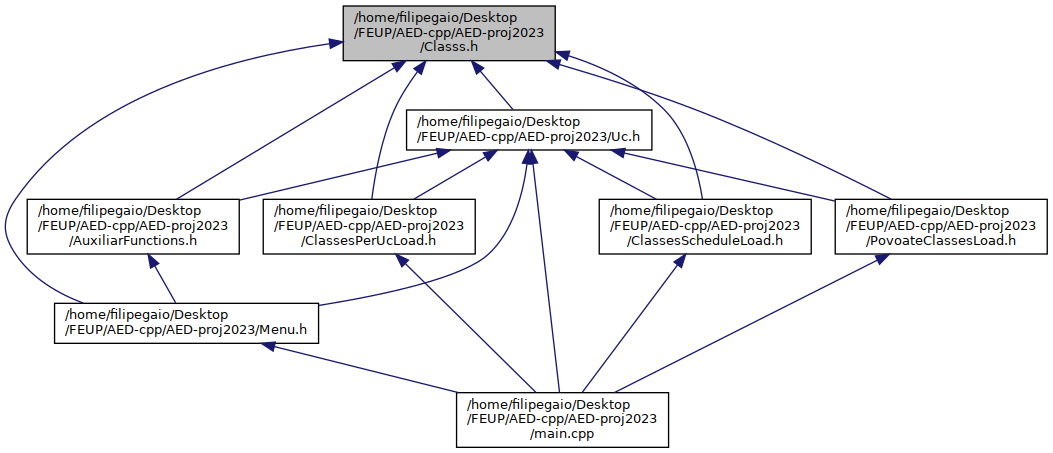 /home/filipegaio/Desktop
/FEUP/AED-cpp/AED-proj2023
/Classs.h
/home/filipegaio/Desktop
/FEUP/AED-cpp/AED-proj2023/Uc.h
/home/filipegaio/Desktop
/FEUP/AED-cpp/AED-proj2023
/AuxiliarFunctions.h
/home/filipegaio/Desktop
/FEUP/AED-cpp/AED-proj2023
/ClassesPerUcLoad.h
/home/filipegaio/Desktop
/FEUP/AED-cpp/AED-proj2023
/ClassesScheduleLoad.h
/home/filipegaio/Desktop
/FEUP/AED-cpp/AED-proj2023
/PovoateClassesLoad.h
/home/filipegaio/Desktop
/FEUP/AED-cpp/AED-proj2023/Menu.h
/home/filipegaio/Desktop
/FEUP/AED-cpp/AED-proj2023
/main.cpp